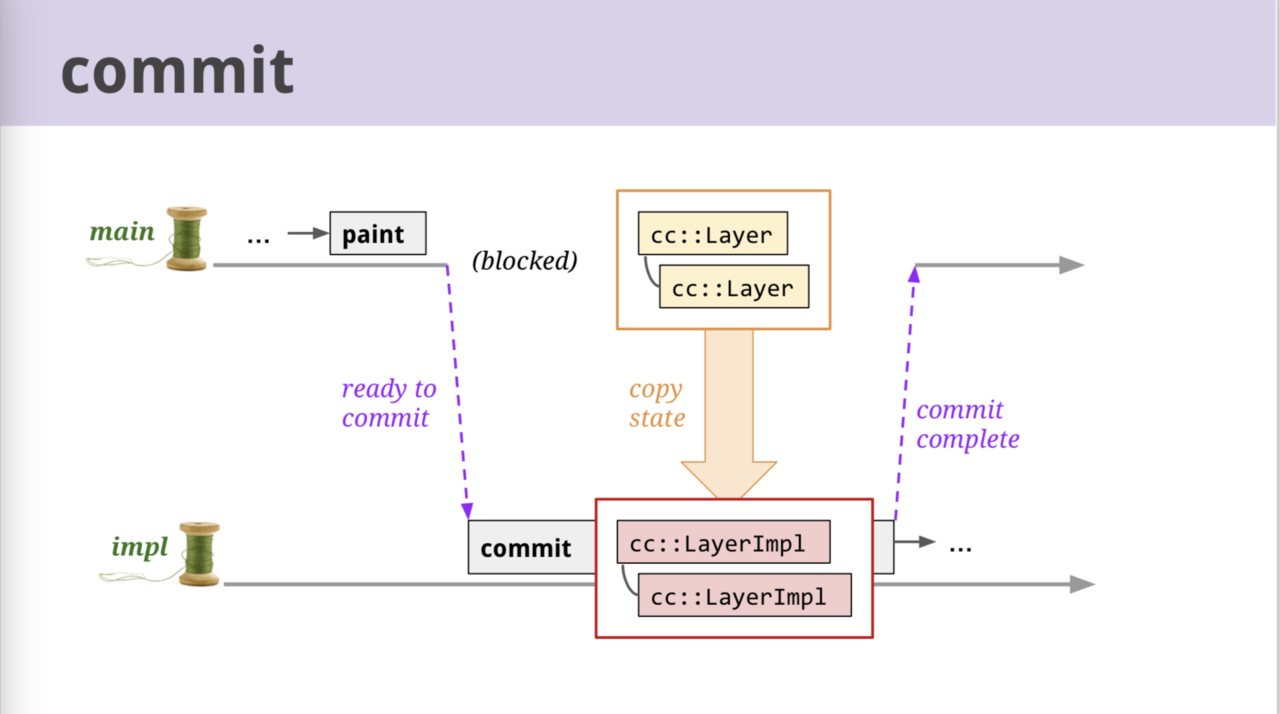 commit
main
... paint
(blocked)
cc::Layer
cc::Layer
ready to
commit
copy
state
commit
complete
impl
commit
cc::LayerImpl
cc::LayerImpl
...